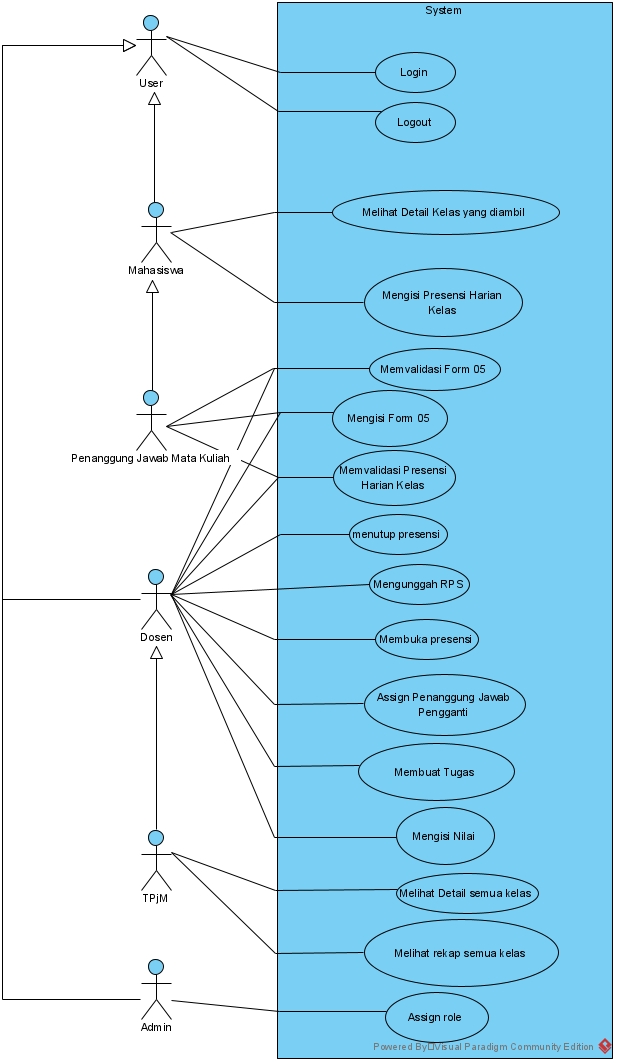 System
User
Login
Logout
Mahasiswa
Melihat Detail Kelas yang diambil
Mengisi Presensi Harian
Kelas
Memvalidasi Form 05
Mengisi Form 05
Penanggung Jawab Mata Kuliah
Memvalidasi Presensi
Harian Kelas
menutup presensi
Mengunggah RPS
Dosen
Membuka presensi
Assign Penanggung Jawab
Pengganti
Membuat Tugas
Mengisi Nilai
TPjM
Melihat Detail semua kelas
Melihat rekap semua kelas
Admin
Assign role
Powered By Visual Paradigm Community Edition